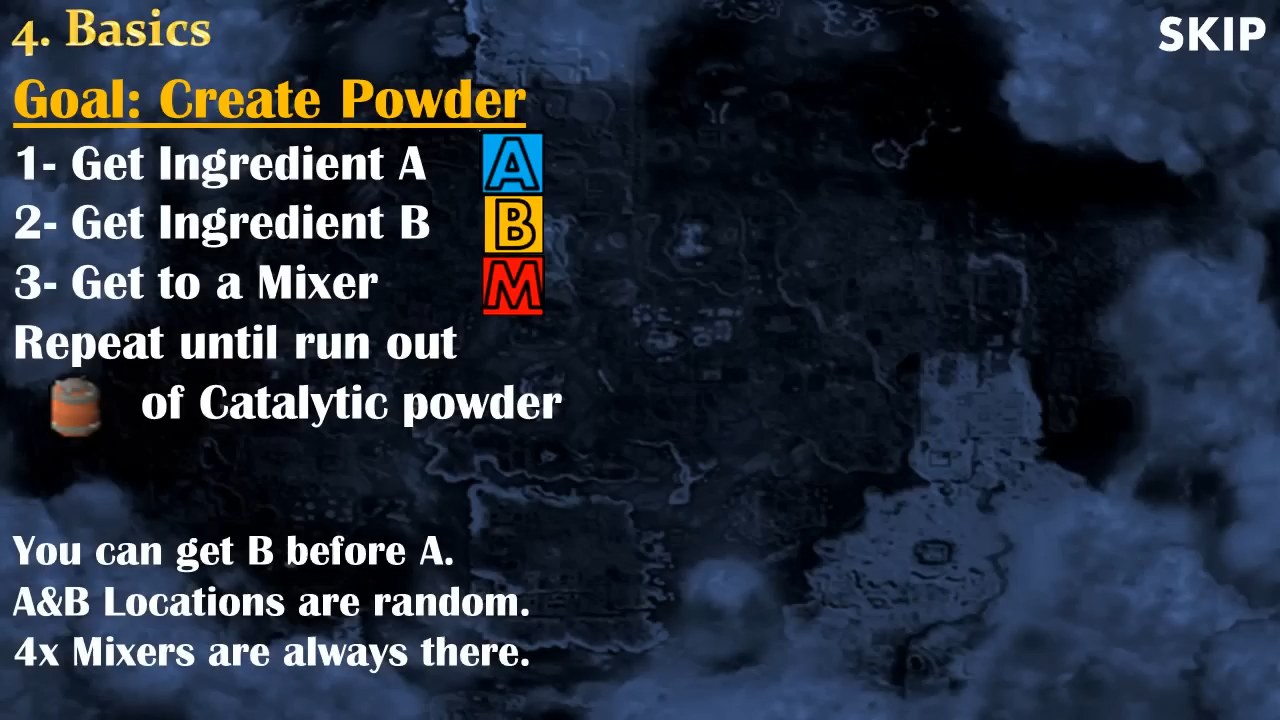 4. Basics
SKIP
Goal: Create Powder
1- Get Ingredient A A
2- Get Ingredient B B
3- Get to a Mixer M
Repeat until run out
of Catalytic powder
You can get B before A.
A&B Locations are random.
4x Mixers are always there.